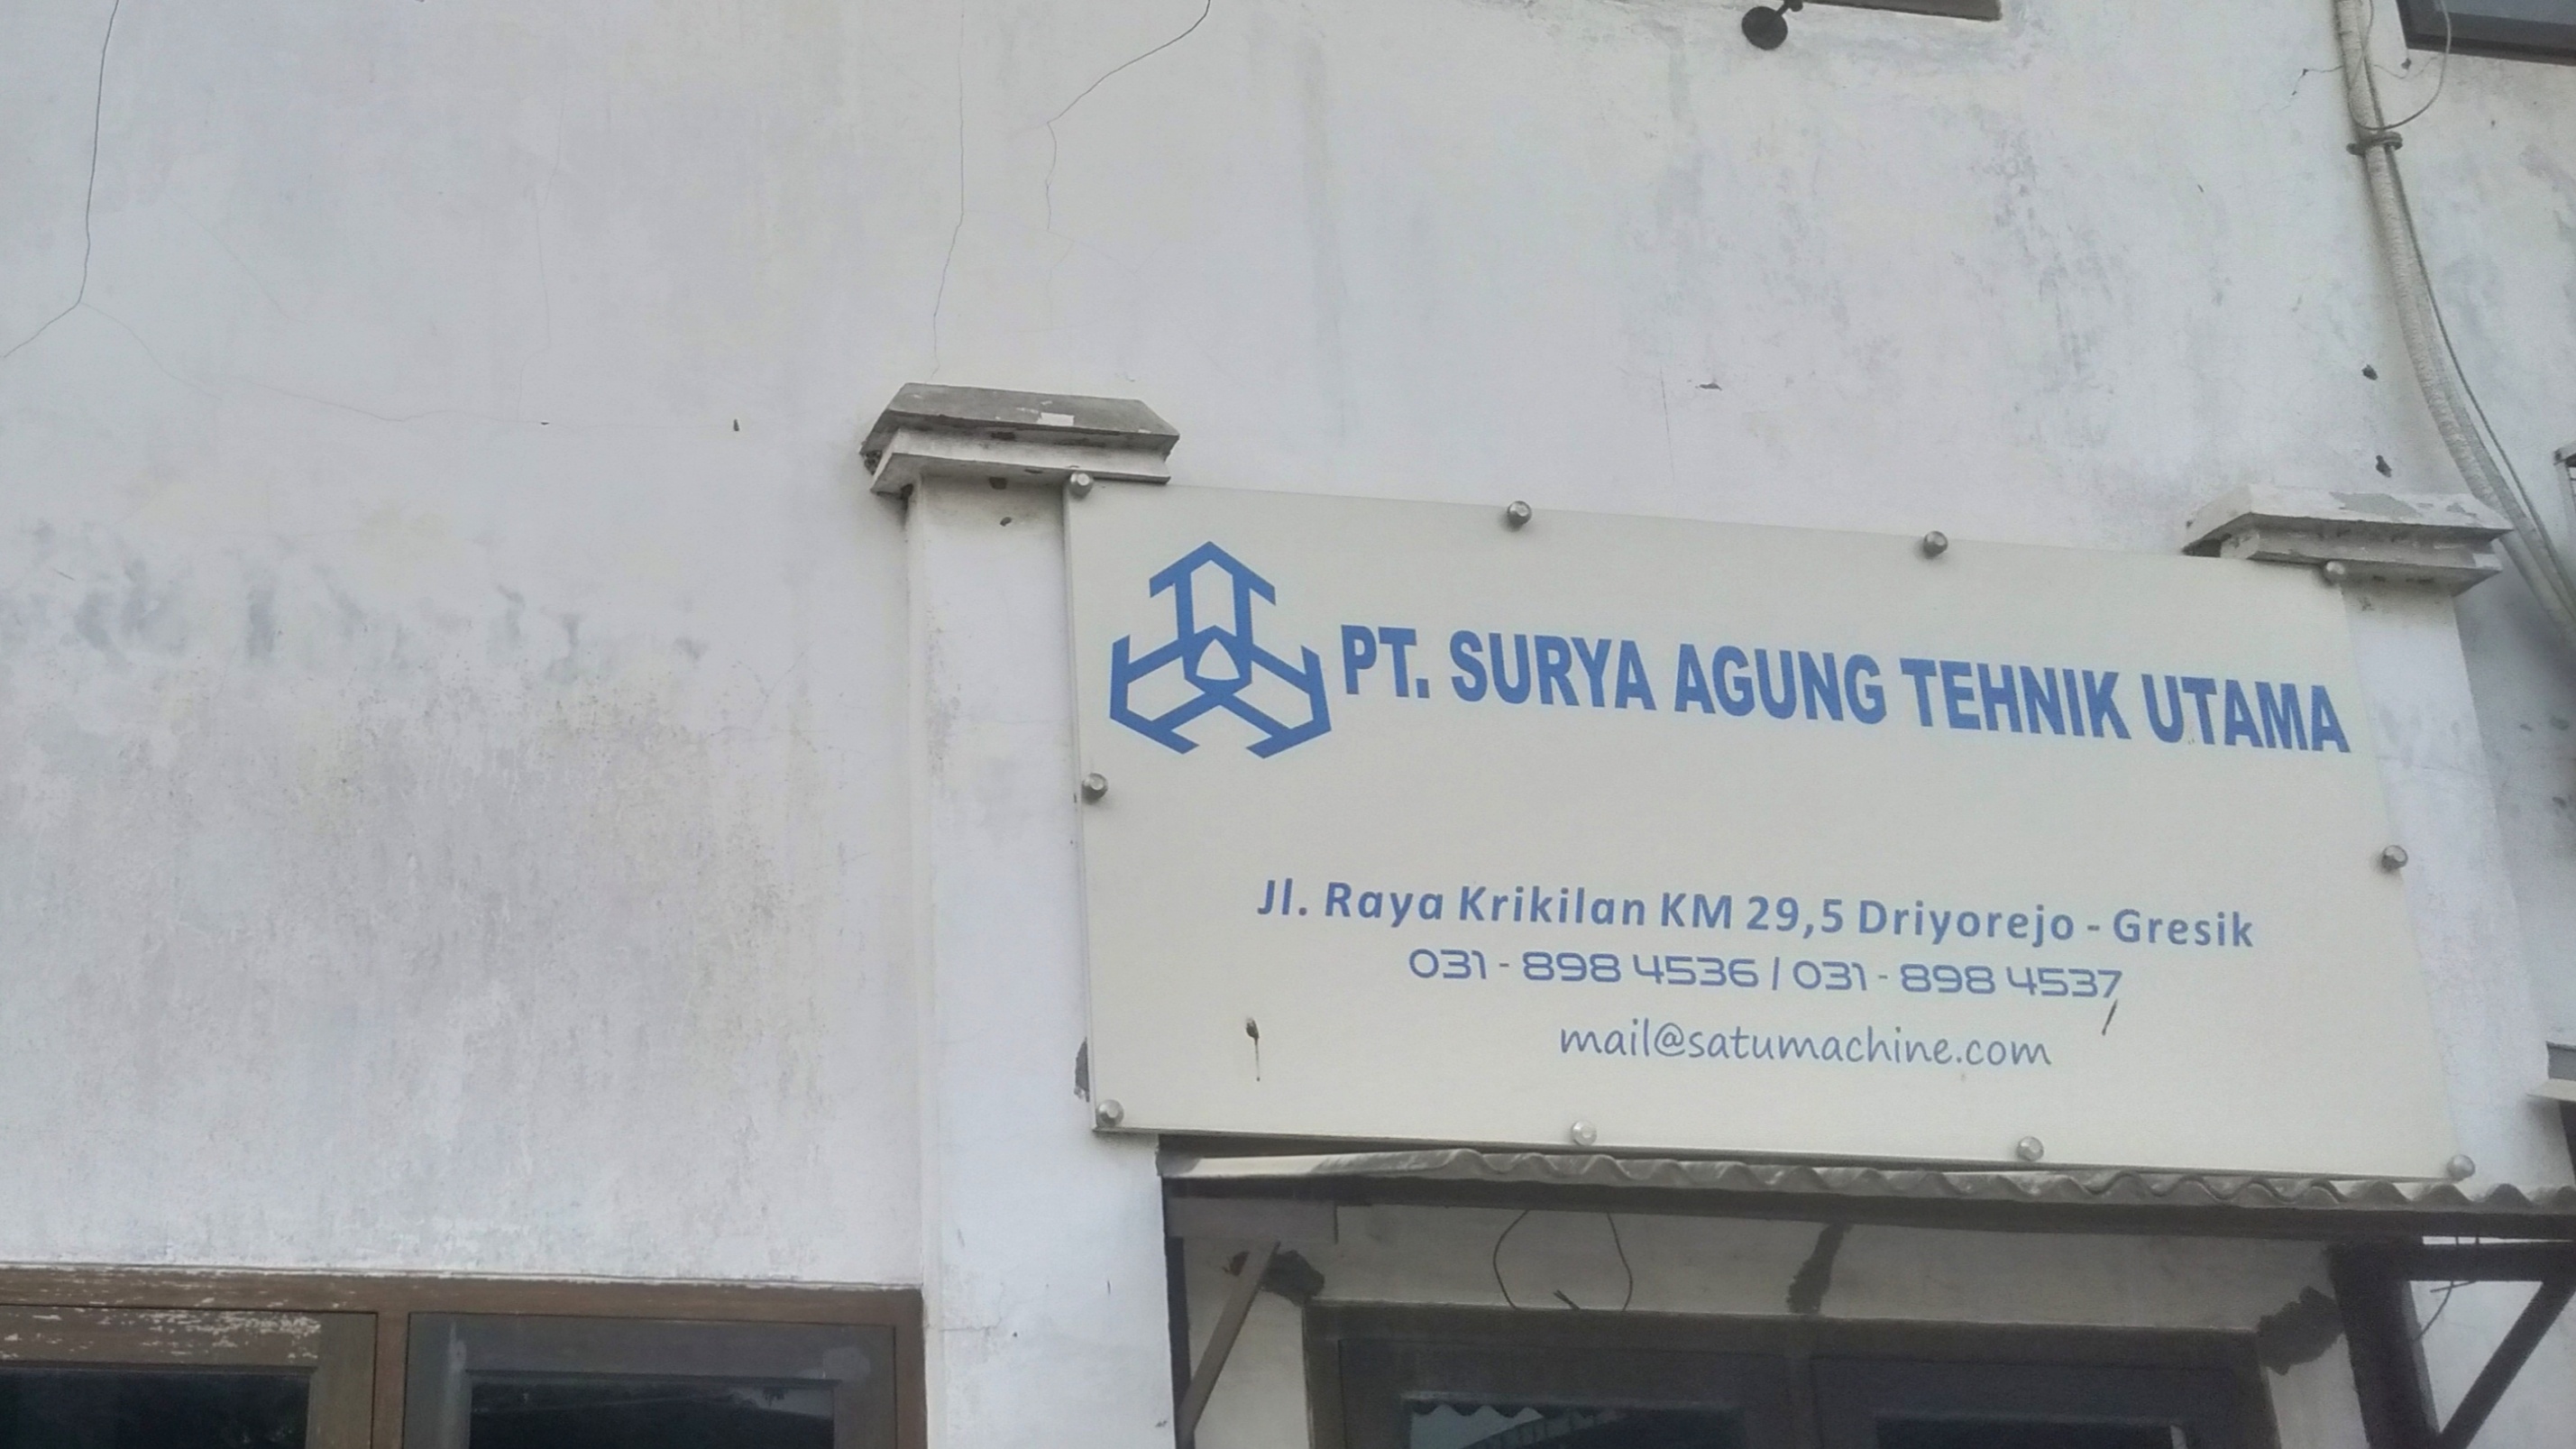 PT. SURYA AGUNG TEHNIK UTAMA
Jl. Raya Krikilan KM 29,5 Driyorejo - Gresik
031 - 898 4536 / 031 - 898 4537
mail@satumachine.com